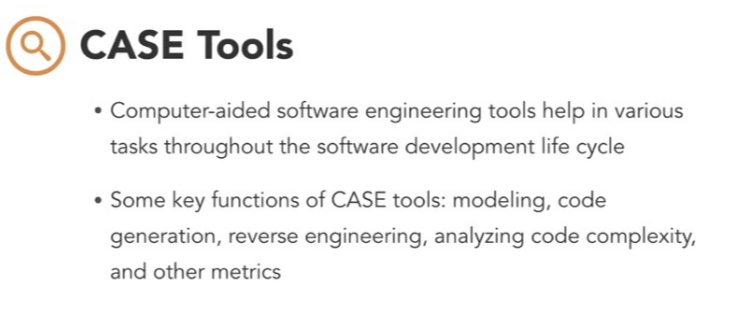 CASE Tools
• Computer-aided software engineering tools help in various
tasks throughout the software development life cycle
• Some key functions of CASE tools: modeling, code
generation, reverse engineering, analyzing code complexity,
and other metrics